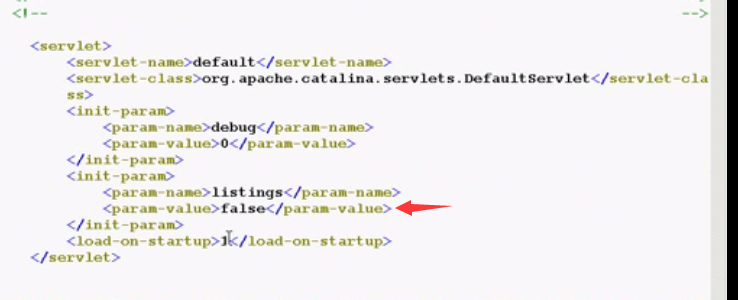 <!-- -->
<servlet>
<servlet-name>default</servlet-name>
<servlet-class>org.apache.catalina.servlets.DefaultServlet</servlet-cla
ss>
<init-param>
<param-name>debug</param-name>
<param-value>0</param-value>
</init-param>
<init-param>
<param-name>listings</param-name>
<param-value>false</param-value>
</init-param>
<load-on-startup>1</load-on-startup>
</servlet>